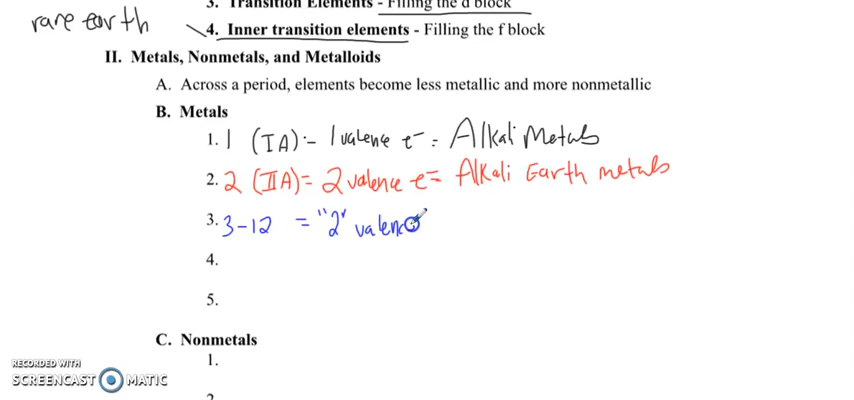 3. Transition Elements - Filling the d block
rare earth
4. Inner transition elements - Filling the f block
II. Metals, Nonmetals, and Metalloids
A. Across a period, elements become less metallic and more nonmetallic
B. Metals
1. 1 (IA) - 1 valence e- = Alkali Metals
2. 2 (IIA) = 2 valence e- = Alkali Earth metals
3. 3-12 = "2" valence
4.
5.
C. Nonmetals
1.
RECORDED WITH
SCREENCAST MATIC